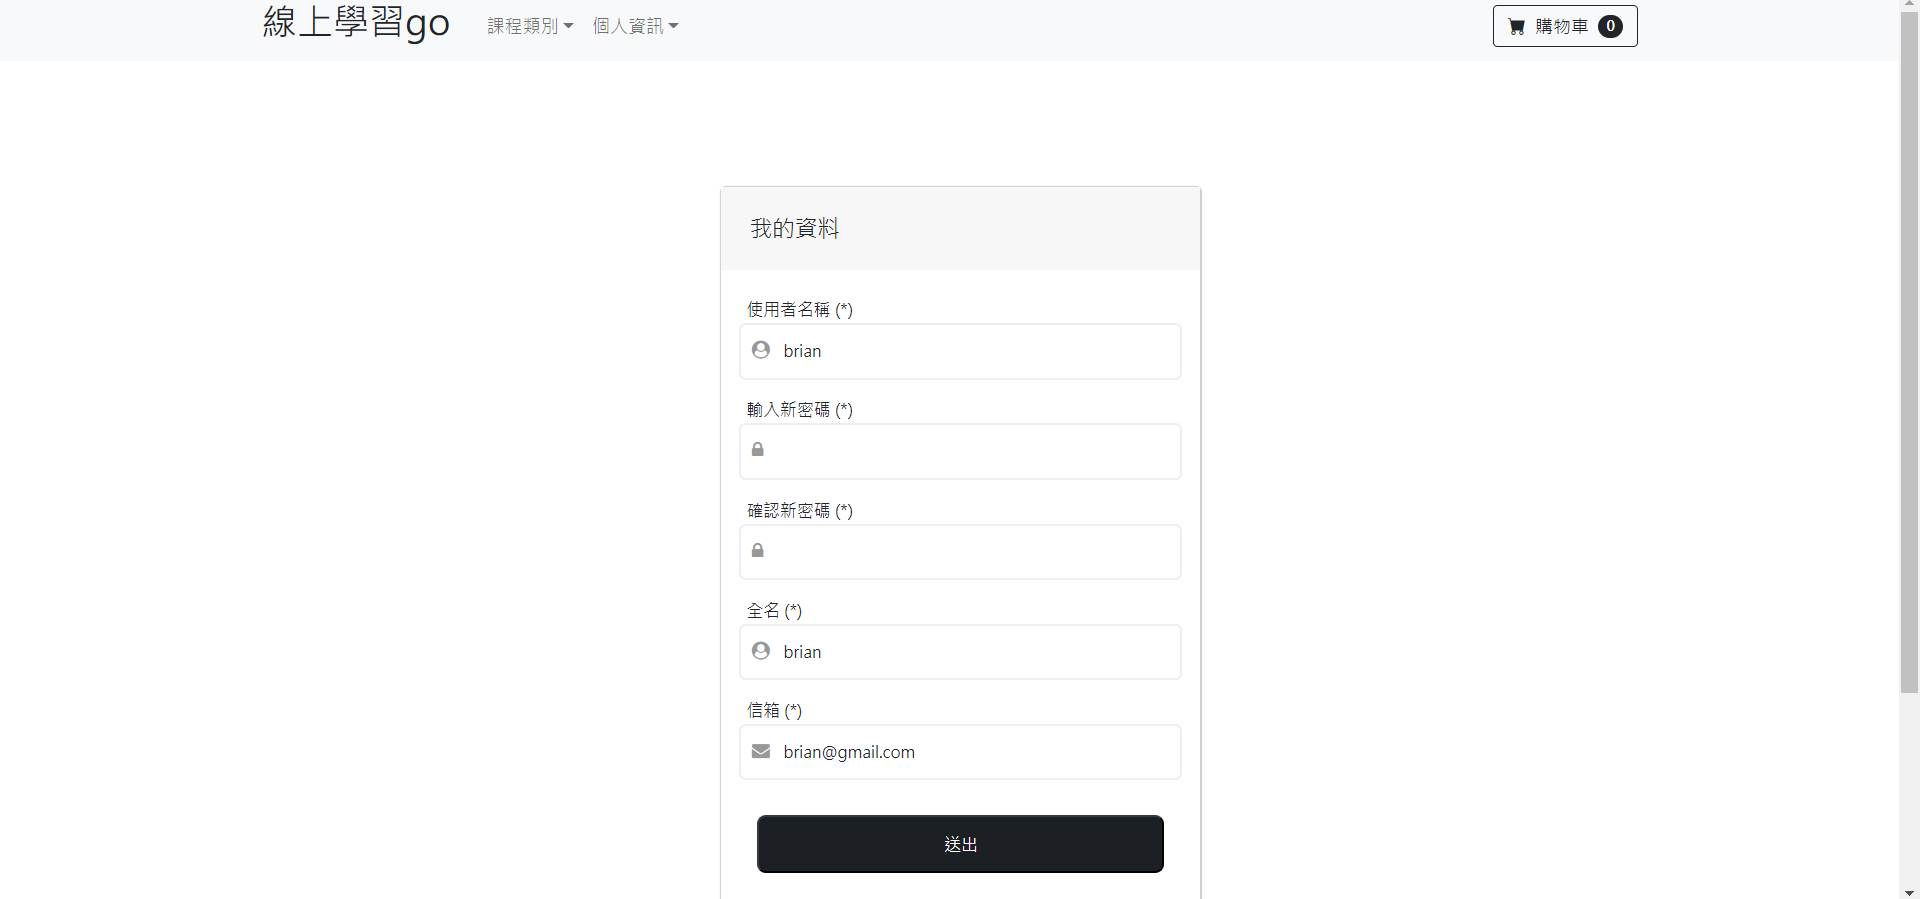 線上學習go
課程類別
個人資訊
購物車 0
我的資料
使用者名稱 (*)
brian
輸入新密碼 (*)
確認新密碼 (*)
全名 (*)
brian
信箱 (*)
brian@gmail.com
送出